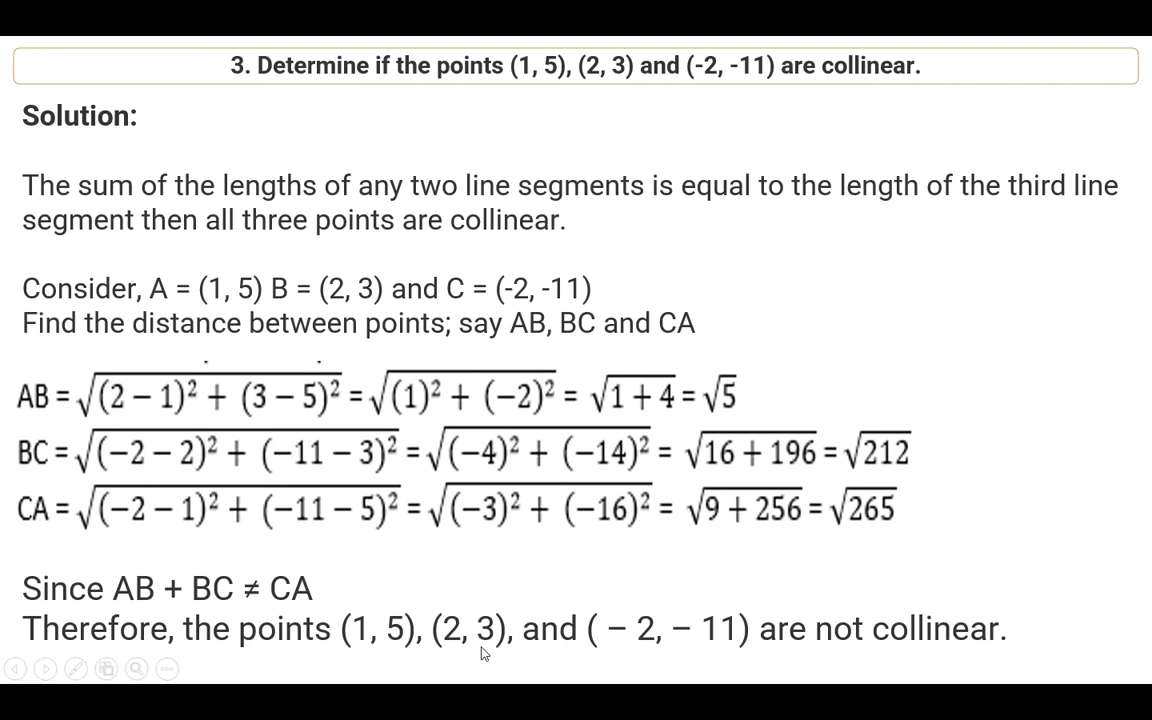 3. Determine if the points (1, 5), (2, 3) and (-2, -11) are collinear.
Solution:
The sum of the lengths of any two line segments is equal to the length of the third line
segment then all three points are collinear.
Consider, A = (1, 5) B = (2, 3) and C = (-2, -11)
Find the distance between points; say AB, BC and CA
AB = √(2 − 1)² + (3 − 5)² = √(1)² + (−2)² = √1 + 4 = √5
BC = √(−2 − 2)² + (−11 − 3)² = √(−4)² + (−14)² = √16 + 196 = √212
CA = √(−2 − 1)² + (−11 − 5)² = √(−3)² + (−16)² = √9 + 256 = √265
Since AB + BC ≠ CA
Therefore, the points (1, 5), (2, 3), and ( – 2, – 11) are not collinear.